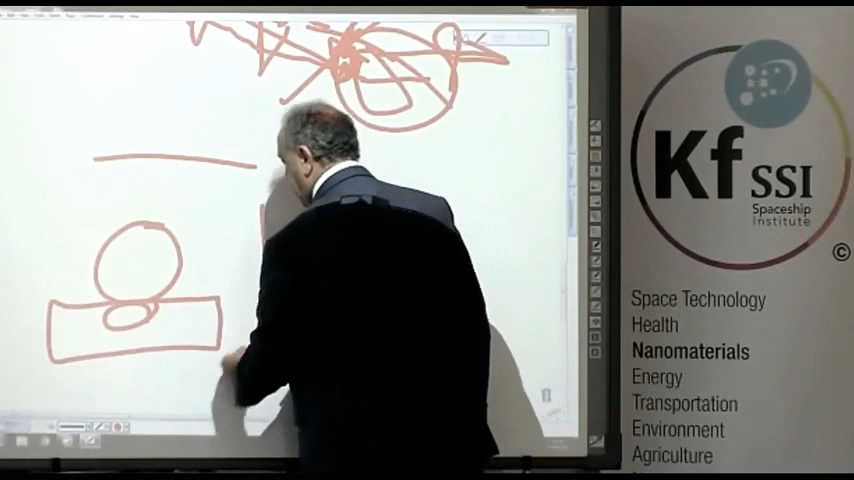 Kf SSI
Spaceship
Institute
©
Space Technology
Health
Nanomaterials
Energy
Transportation
Environment
Agriculture